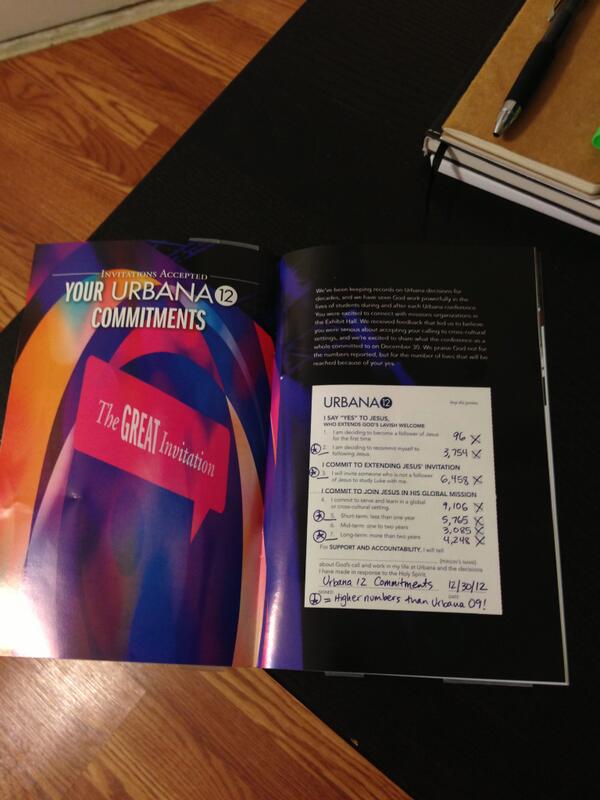 INVITATIONS ACCEPTED
YOUR URBANA 12
COMMITMENTS
The GREAT Invitation
We've been keeping records on Urbana decisions for
decades, and we have seen God work powerfully in the
lives of students during and after each Urbana conference.
You were excited to connect with missions organizations in
the Exhibit Hall. We received feedback that led us to believe
you were serious about accepting your calling to cross-cultural
settings, and we're excited to share what the conference as a
whole committed to on December 30. We praise God not for
the numbers reported, but for the number of lives that will be
reached because of your yes.
URBANA 12
I SAY "YES" TO JESUS,
WHO EXTENDS GOD'S LAVISH WELCOME
1. I am deciding to become a follower of Jesus
for the first time 96 X
2. I am deciding to recommit myself to
following Jesus. 3,754 X
I COMMIT TO EXTENDING JESUS' INVITATION
3. I will invite someone who is not a follower
of Jesus to study Luke with me. 6,458 X
I COMMIT TO JOIN JESUS IN HIS GLOBAL MISSION
4. I commit to serve and learn in a global
or cross-cultural setting. 9,106 X
5. Short-term: less than one year 5,765 X
6. Mid-term: one to two years 3,085 X
7. Long-term: more than two years 4,248 X
For SUPPORT AND ACCOUNTABILITY, I will tell
(PERSON'S NAME)
about God's call and work in my life at Urbana and the decisions
I have made in response to the Holy Spirit.
Urbana 12 Commitments 12/30/12
SIGNED DATE
= Higher numbers than Urbana 09!